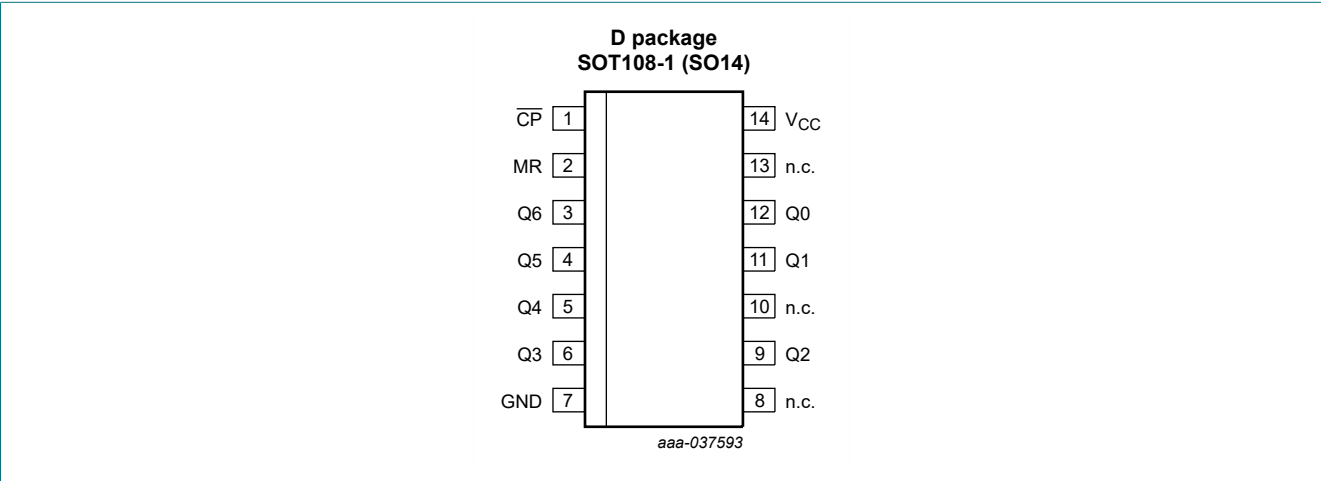 D package
SOT108-1 (SO14)
C̅P̅ 1 14 VCC
MR 2 13 n.c.
Q6 3 12 Q0
Q5 4 11 Q1
Q4 5 10 n.c.
Q3 6 9 Q2
GND 7 8 n.c.
aaa-037593